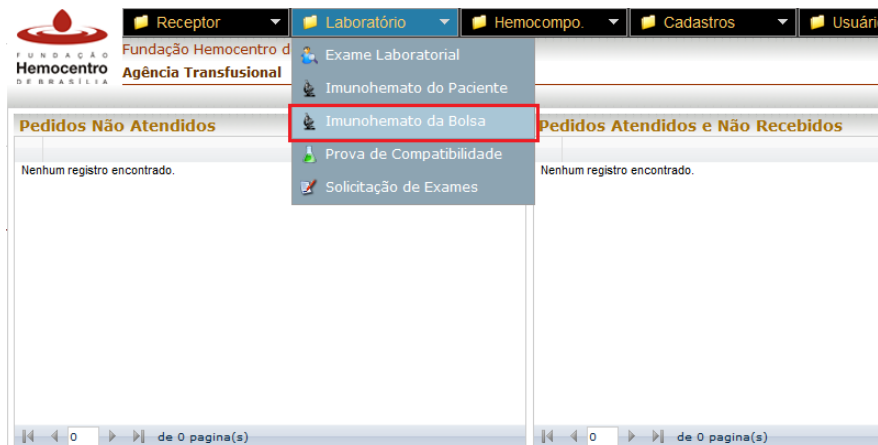 Receptor
Laboratório
Hemocompo.
Cadastros
Usuári
FUNDAÇÃO
Hemocentro
DE BRASÍLIA
Fundação Hemocentro d
Agência Transfusional
Exame Laboratorial
Imunohemato do Paciente
Imunohemato da Bolsa
Prova de Compatibilidade
Solicitação de Exames
Pedidos Não Atendidos
Nenhum registro encontrado.
0 de 0 pagina(s)
Pedidos Atendidos e Não Recebidos
Nenhum registro encontrado.
0 de 0 pagina(s)